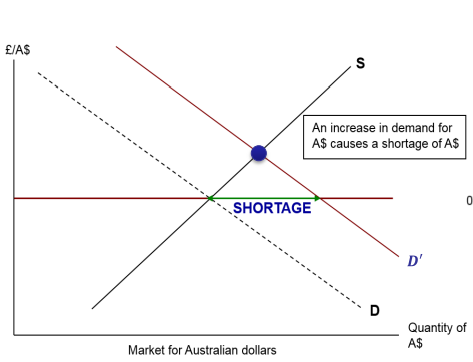 £/A$
S
An increase in demand for
A$ causes a shortage of A$
0
SHORTAGE
D′
D
Quantity of
A$
Market for Australian dollars